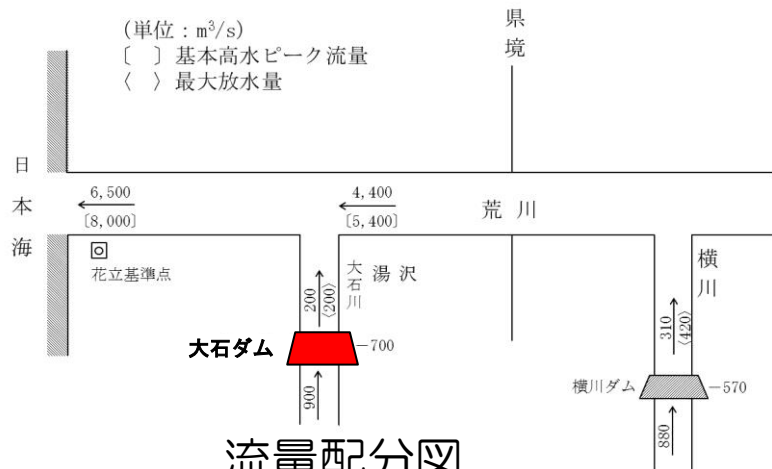 (単位：m³/s)
〔　〕基本高水ピーク流量
〈　〉最大放水量
県境
日本海
6,500
[8,000]
4,400
[5,400]
荒川
花立基準点
大石川
湯沢
横川
200
〈200〉
310
〈420〉
大石ダム
-700
横川ダム
-570
900
880
流量配分図